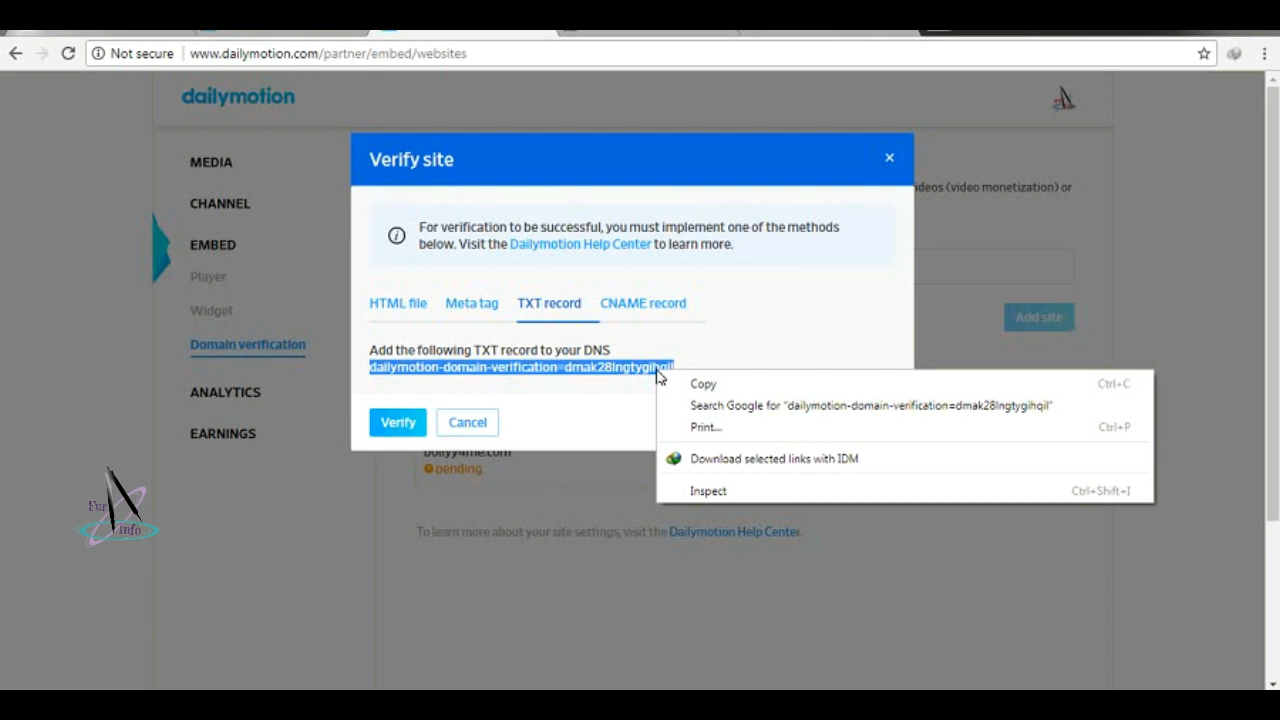 Not secure
www.dailymotion.com/partner/embed/websites
dailymotion
MEDIA
CHANNEL
EMBED
Player
Widget
Domain verification
ANALYTICS
EARNINGS
Verify site
×
ideos (video monetization) or
For verification to be successful, you must implement one of the methods
below. Visit the Dailymotion Help Center to learn more.
HTML file Meta tag TXT record CNAME record
Add site
Add the following TXT record to your DNS
dailymotion-domain-verification=dmak28lngtygihqil
Verify Cancel
Copy Ctrl+C
Search Google for "dailymotion-domain-verification=dmak28lngtygihqil"
Print... Ctrl+P
Download selected links with IDM
Inspect Ctrl+Shift+I
pending
To learn more about your site settings, visit the Dailymotion Help Center.
Fur
info